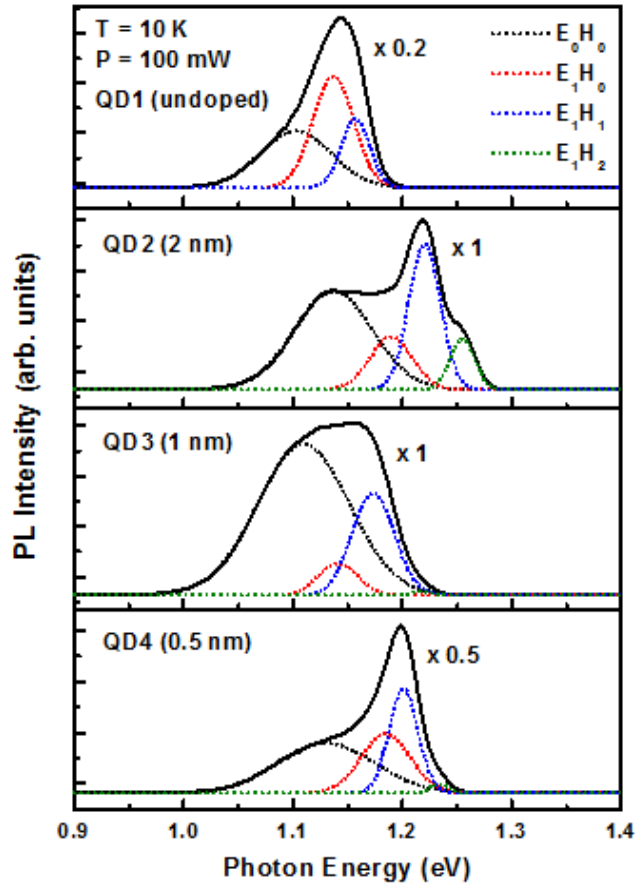 T = 10 K
P = 100 mW
QD1 (undoped)
x 0.2
E₀H₀
E₁H₀
E₁H₁
E₁H₂
QD2 (2 nm)
x 1
QD3 (1 nm)
x 1
QD4 (0.5 nm)
x 0.5
PL Intensity (arb. units)
0.9 1.0 1.1 1.2 1.3 1.4
Photon Energy (eV)